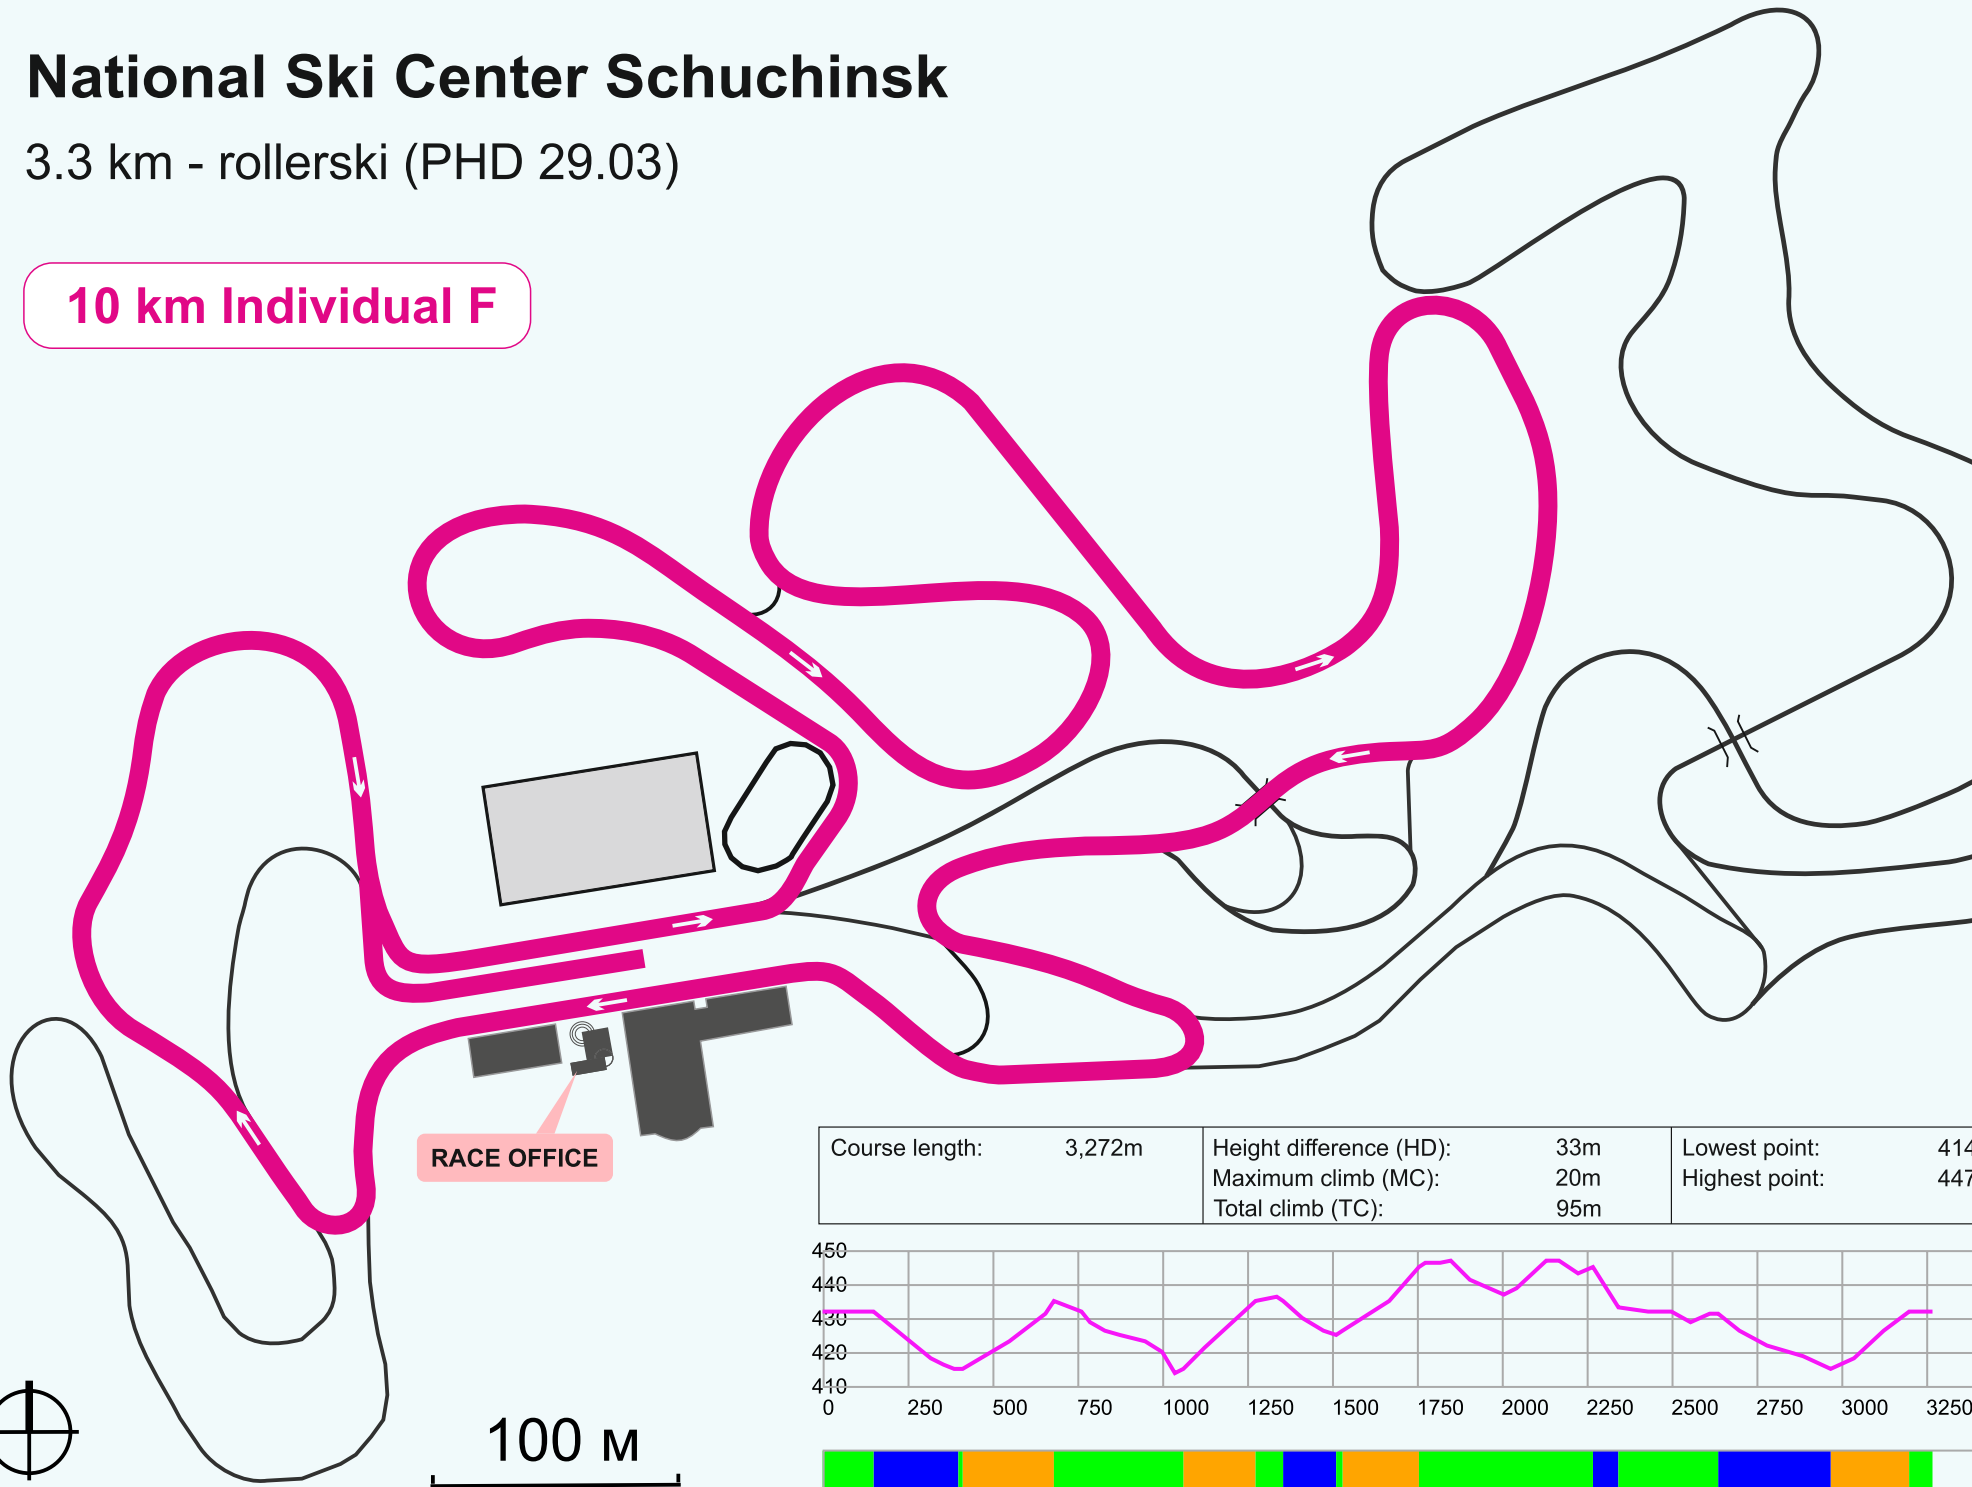 National Ski Center Schuchinsk
3.3 km - rollerski (PHD 29.03)
10 km Individual F
RACE OFFICE
Course length: 3,272m
Height difference (HD): 33m
Maximum climb (MC): 20m
Total climb (TC): 95m
Lowest point: 414
Highest point: 447
450
440
430
420
410
0 250 500 750 1000 1250 1500 1750 2000 2250 2500 2750 3000 3250
100 м